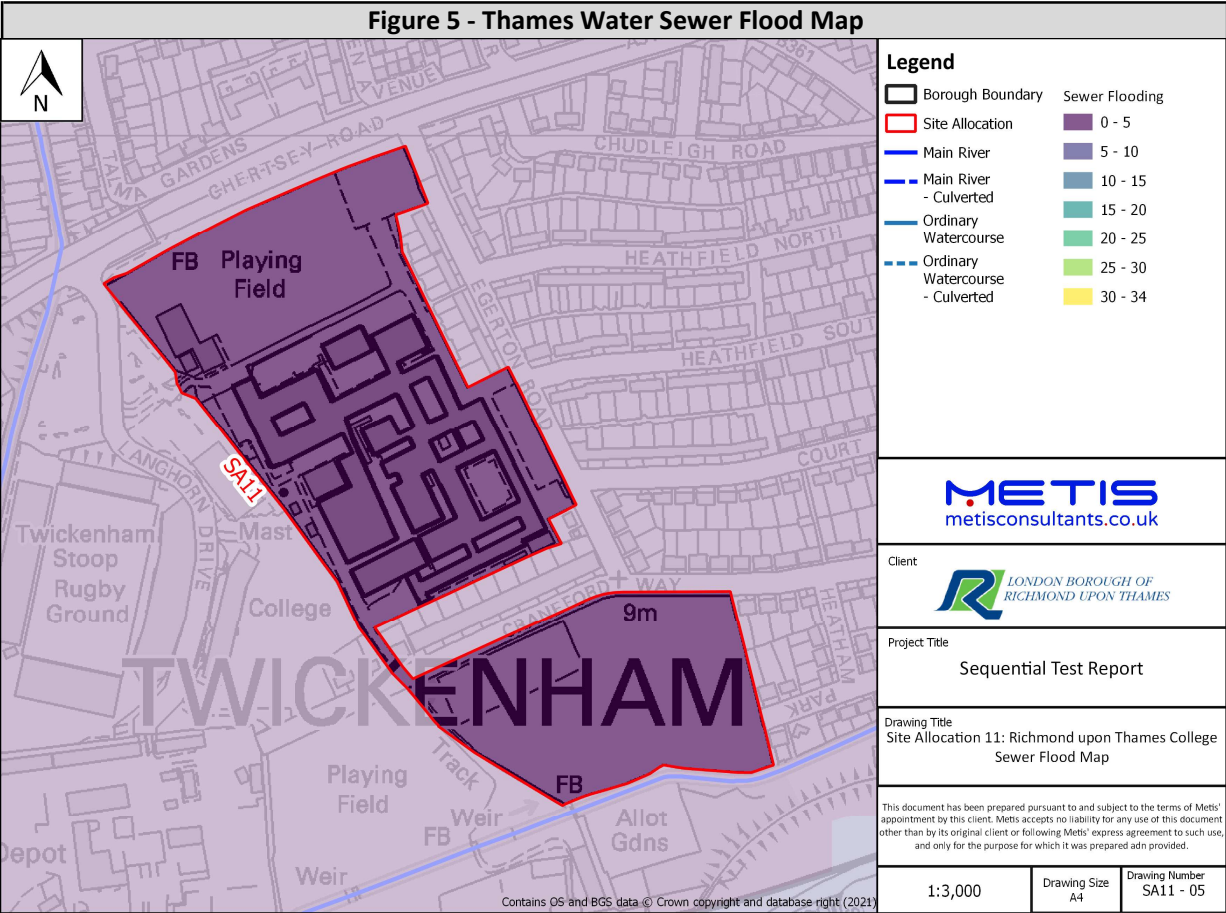 Figure 5 - Thames Water Sewer Flood Map
N
AVENUE
B361
TALMA
GARDENS
CHERTSEY ROAD
CHUDLEIGH ROAD
FB
Playing
Field
HEATHFIELD NORTH
EGERTON ROAD
HEATHFIELD SOUT
COURT
SA11
ANGHORN
DRIVE
Mast
Twickenham
Stoop
Rugby
Ground
College
CRANEFORD WAY
9m
HEATHAM
PARK
TWICKENHAM
Track
Playing
Field
FB
Weir
FB
Allot
Gdns
Depot
Weir
Contains OS and BGS data © Crown copyright and database right (2021)
Legend
Borough Boundary
Site Allocation
Main River
Main River
- Culverted
Ordinary
Watercourse
Ordinary
Watercourse
- Culverted
Sewer Flooding
0 - 5
5 - 10
10 - 15
15 - 20
20 - 25
25 - 30
30 - 34
METIS
metisconsultants.co.uk
Client
LONDON BOROUGH OF
RICHMOND UPON THAMES
Project Title
Sequential Test Report
Drawing Title
Site Allocation 11: Richmond upon Thames College
Sewer Flood Map
This document has been prepared pursuant to and subject to the terms of Metis'
appointment by this client. Metis accepts no liability for any use of this document
other than by its original client or following Metis' express agreement to such use,
and only for the purpose for which it was prepared adn provided.
1:3,000
Drawing Size
A4
Drawing Number
SA11 - 05